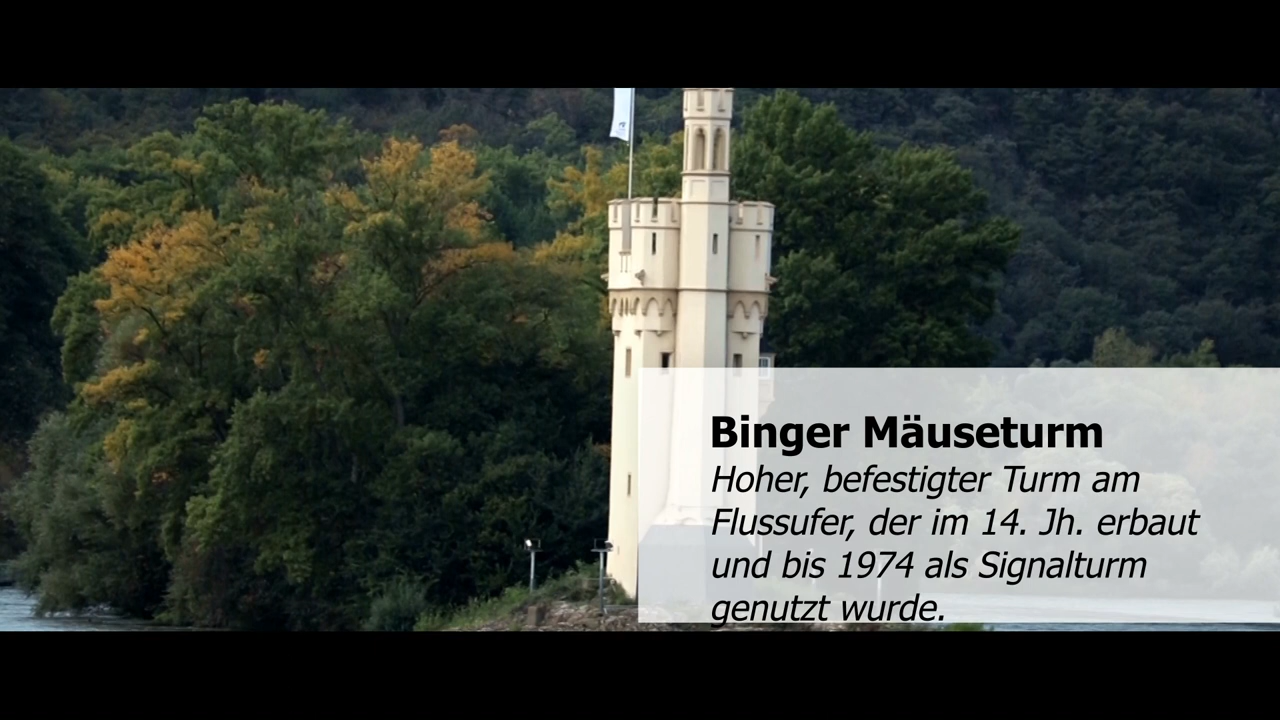 Binger Mäuseturm
Hoher, befestigter Turm am
Flussufer, der im 14. Jh. erbaut
und bis 1974 als Signalturm
genutzt wurde.